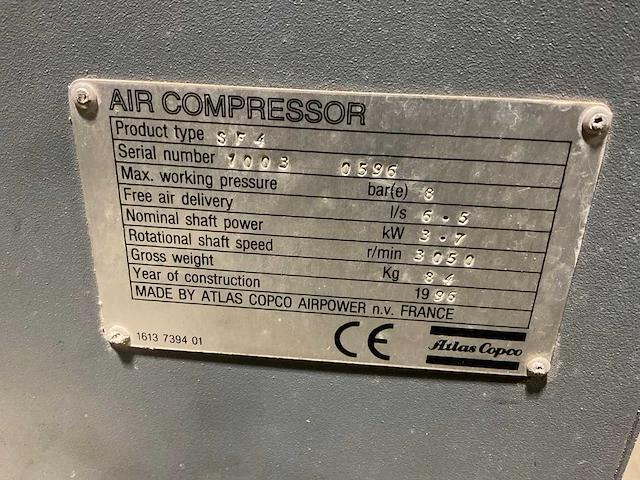 AIR COMPRESSOR
Product type SF4
Serial number 1003 0596
Max. working pressure bar(e) 8
Free air delivery l/s 6.5
Nominal shaft power kW 3.7
Rotational shaft speed r/min 3050
Gross weight Kg 84
Year of construction 1996
MADE BY ATLAS COPCO AIRPOWER n.v. FRANCE
1613 7394 01
CE
Atlas Copco